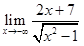 lim x→-∞ (2x+7)/√(x²−1)